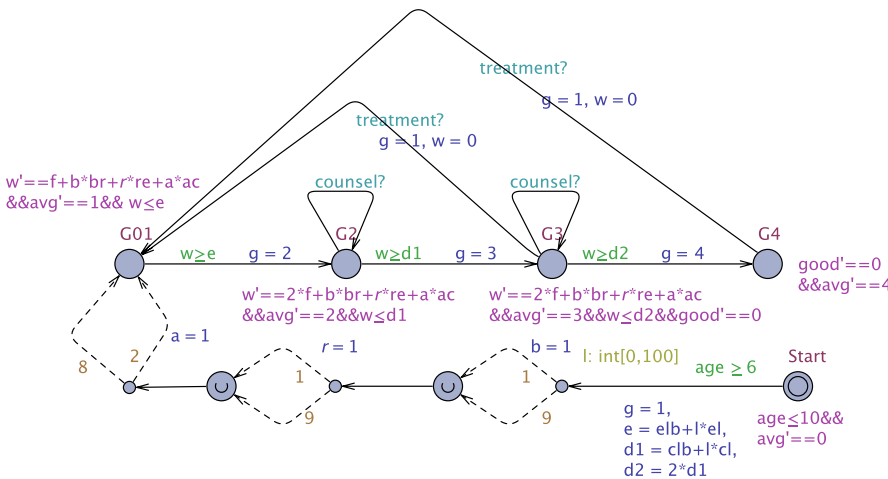 treatment?
g = 1, w = 0
treatment?
g = 1, w = 0
w'==f+b*br+r*re+a*ac
&&avg'==1&& w≤e
counsel?
counsel?
G01
G2
G3
G4
w≥e
g = 2
w≥d1
g = 3
w≥d2
g = 4
good'==0
&&avg'==4
w'==2*f+b*br+r*re+a*ac
&&avg'==2&&w≤d1
w'==2*f+b*br+r*re+a*ac
&&avg'==3&&w≤d2&&good'==0
a = 1
r = 1
b = 1
l: int[0,100]
age ≥ 6
Start
8
2
1
9
1
9
g = 1,
e = elb+l*el,
d1 = clb+l*cl,
d2 = 2*d1
age≤10&&
avg'==0